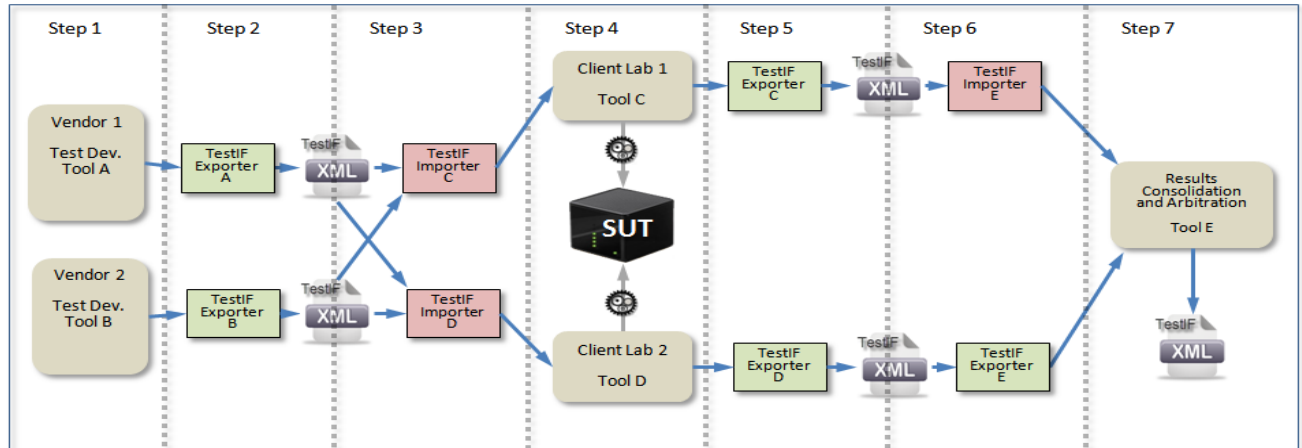 Step 1
Step 2
Step 3
Step 4
Step 5
Step 6
Step 7
Vendor 1
Test Dev.
Tool A
TestIF
Exporter
A
TestIF
XML
TestIF
Importer
C
Client Lab 1
Tool C
TestIF
Exporter
C
TestIF
XML
TestIF
Importer
E
SUT
Results
Consolidation
and Arbitration
Tool E
Vendor 2
Test Dev.
Tool B
TestIF
Exporter
B
TestIF
XML
TestIF
Importer
D
Client Lab 2
Tool D
TestIF
Exporter
D
TestIF
XML
TestIF
Exporter
E
TestIF
XML